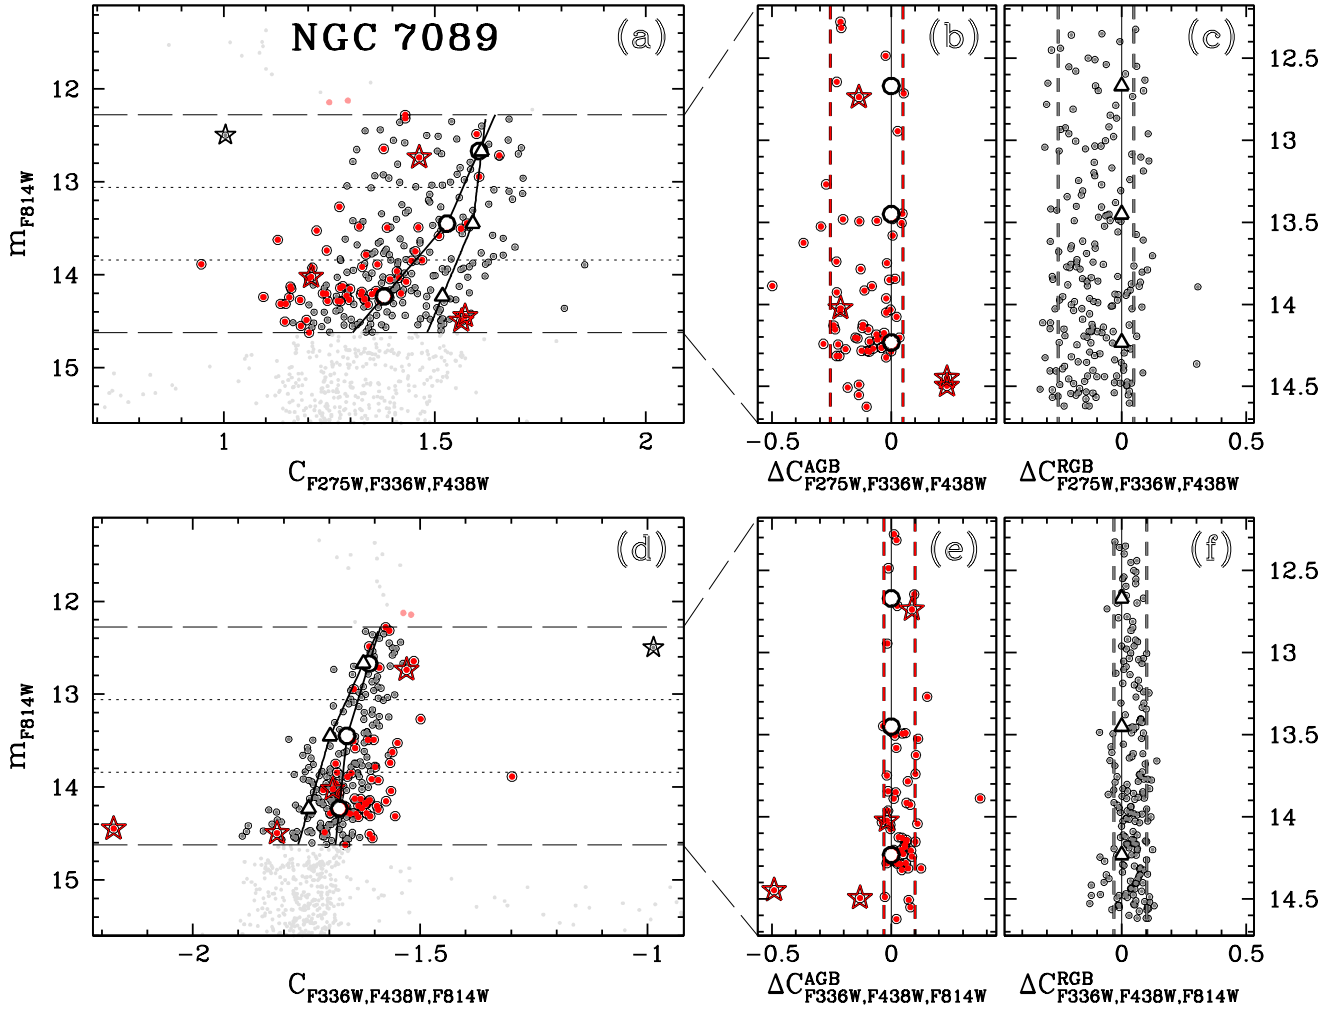 NGC 7089
(a)
(b)
(c)
12
13
14
15
m_F814W
1
1.5
2
C_F275W,F336W,F438W
−0.5
0
ΔC^AGB_F275W,F336W,F438W
0
0.5
ΔC^RGB_F275W,F336W,F438W
12.5
13
13.5
14
14.5
(d)
(e)
(f)
12
13
14
15
m_F814W
−2
−1.5
−1
C_F336W,F438W,F814W
−0.5
0
ΔC^AGB_F336W,F438W,F814W
0
0.5
ΔC^RGB_F336W,F438W,F814W
12.5
13
13.5
14
14.5